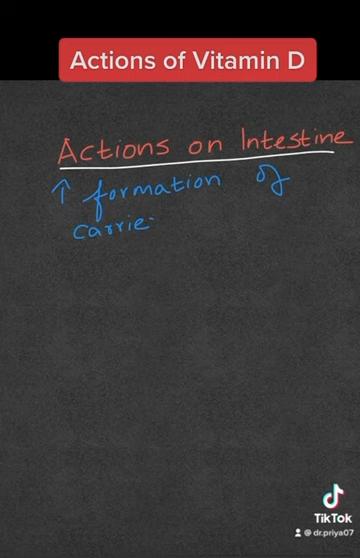 Actions of Vitamin D
Actions on Intestine
↑ formation of
carrie
TikTok
@ dr.priya07